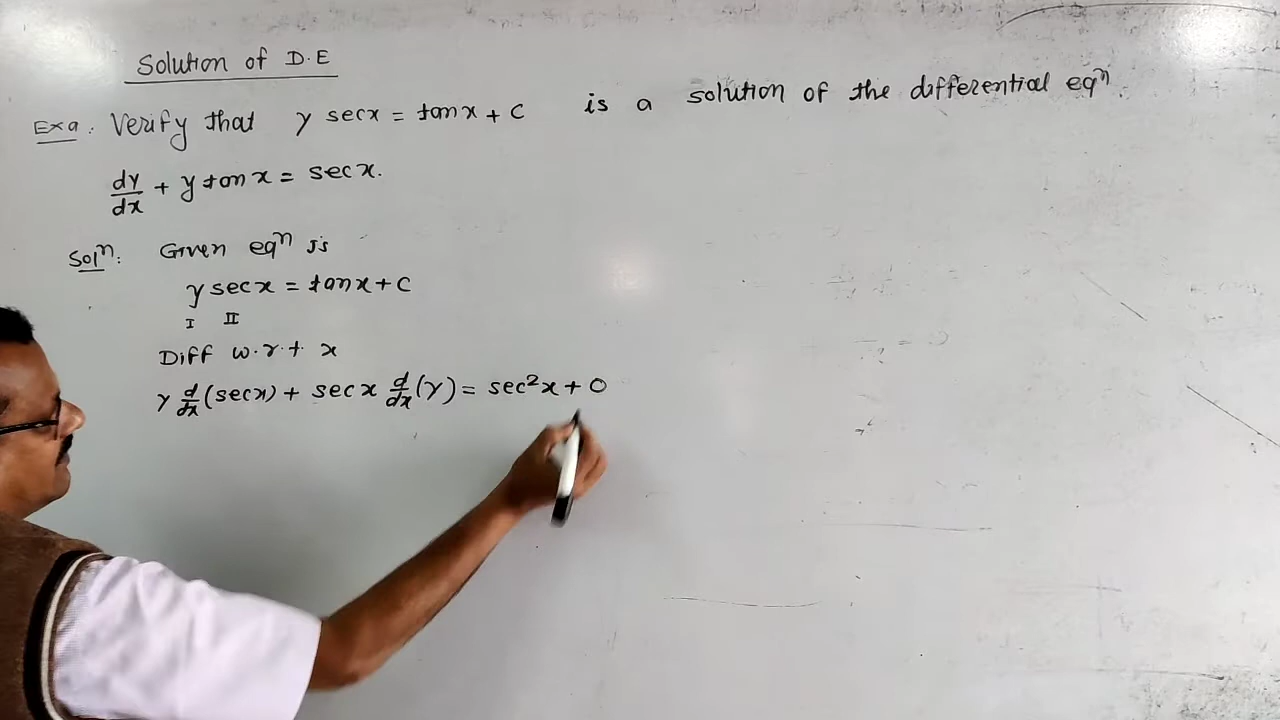 Solution of D.E
Exa. Verify that y sec x = tan x + c is a solution of the differential eqⁿ.
dy/dx + y tan x = sec x.
Solⁿ. Given eqⁿ is
y sec x = tan x + c
I II
Diff w.r.t x
y d/dx (sec x) + sec x d/dx (y) = sec²x + 0